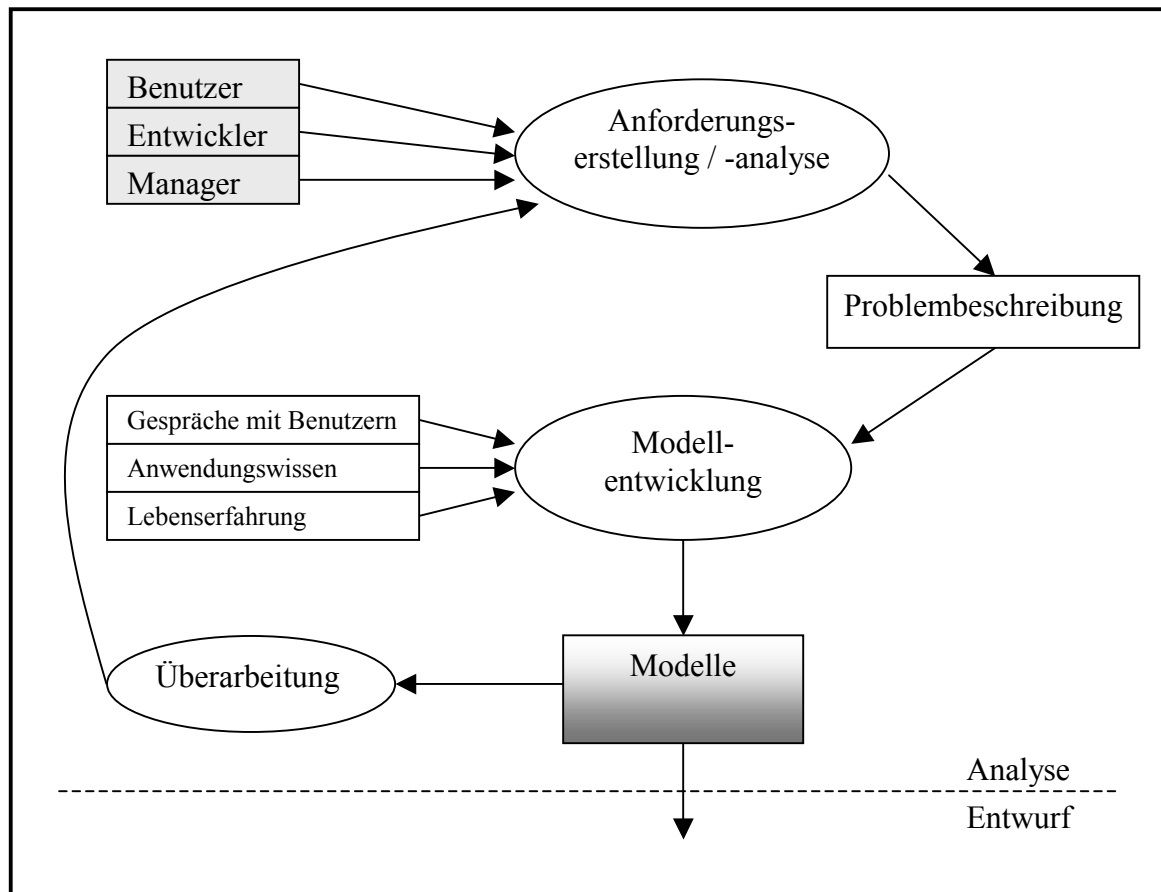 Benutzer
Entwickler
Manager
Anforderungs-
erstellung / -analyse
Problembeschreibung
Gespräche mit Benutzern
Anwendungswissen
Lebenserfahrung
Modell-
entwicklung
Überarbeitung
Modelle
Analyse
Entwurf